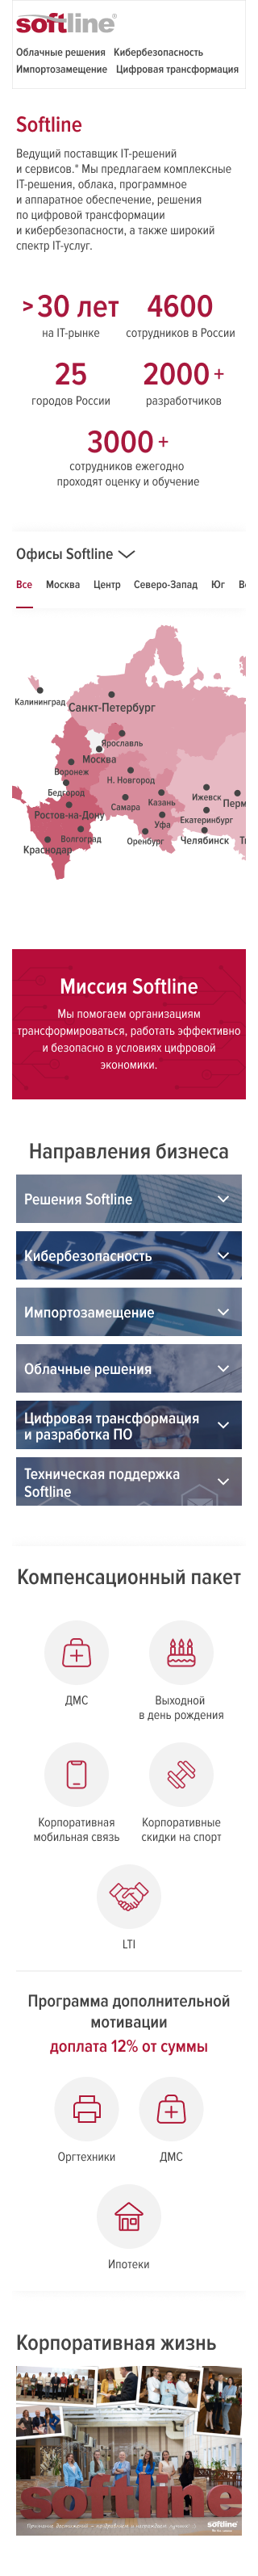 softline®
Облачные решения Кибербезопасность
Импортозамещение Цифровая трансформация
Softline
Ведущий поставщик IT-решений
и сервисов.* Мы предлагаем комплексные
IT-решения, облака, программное
и аппаратное обеспечение, решения
по цифровой трансформации
и кибербезопасности, а также широкий
спектр IT-услуг.
> 30 лет 4600
на IT-рынке сотрудников в России
25 2000 +
городов России разработчиков
3000 +
сотрудников ежегодно
проходят оценку и обучение
Офисы Softline
Все Москва Центр Северо-Запад Юг
Калининград
Санкт-Петербург
Ярославль
Москва
Воронеж
Н. Новгород
Белгород
Ижевск
Казань
Перм
Самара
Ростов-на-Дону
Екатеринбург
Уфа
Волгоград
Оренбург
Челябинск
Краснодар
Миссия Softline
Мы помогаем организациям
трансформироваться, работать эффективно
и безопасно в условиях цифровой
экономики.
Направления бизнеса
Решения Softline
Кибербезопасность
Импортозамещение
Облачные решения
Цифровая трансформация
и разработка ПО
Техническая поддержка
Softline
Компенсационный пакет
ДМС Выходной
в день рождения
Корпоративная
мобильная связь
Корпоративные
скидки на спорт
LTI
Программа дополнительной
мотивации
доплата 12% от суммы
Оргтехники ДМС
Ипотеки
Корпоративная жизнь
softline
softline